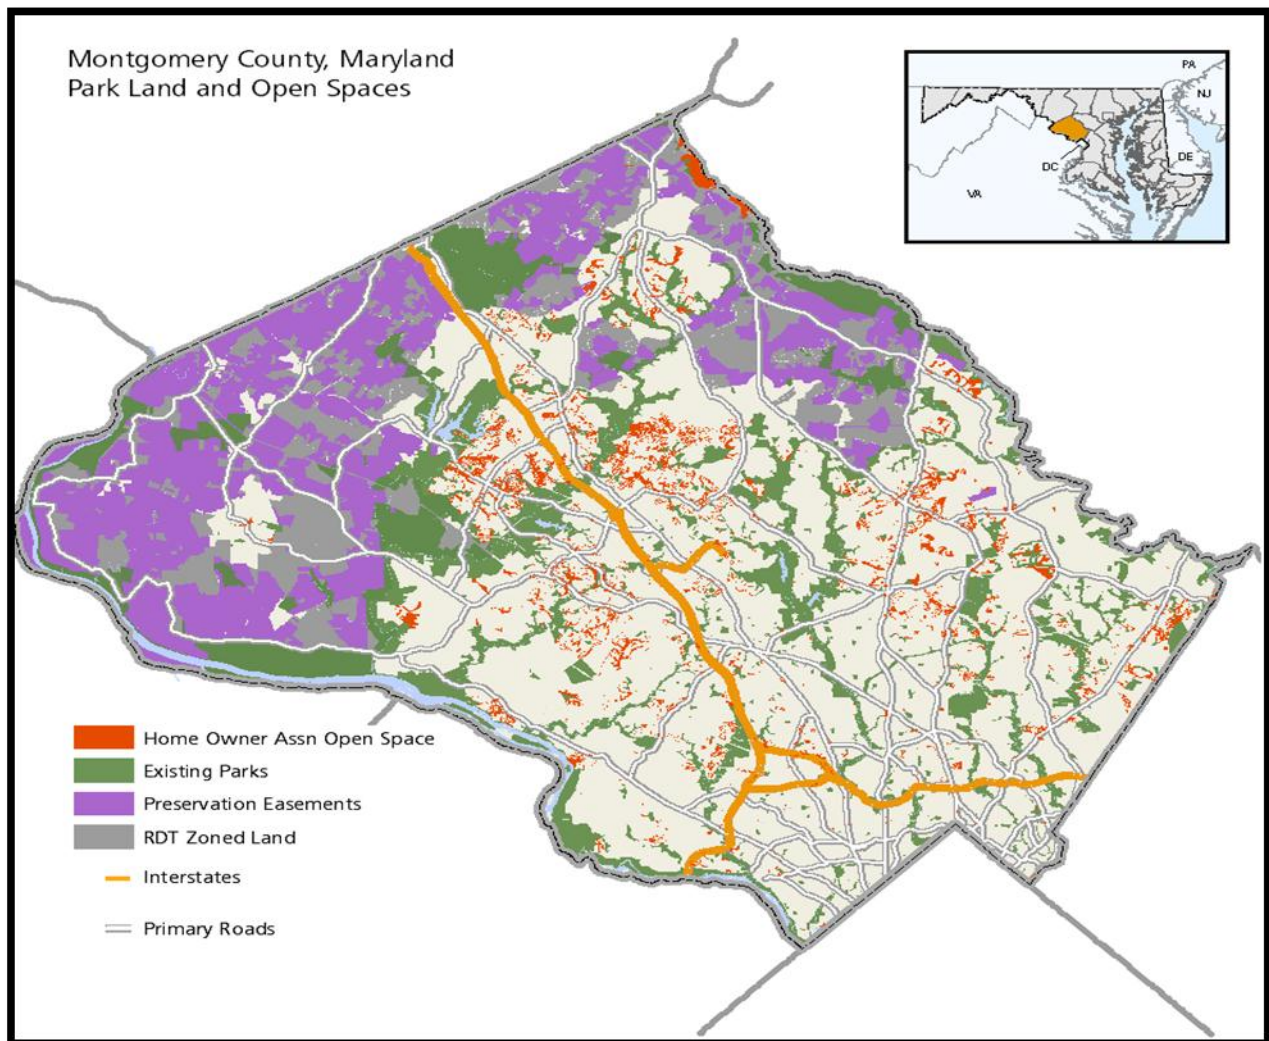 Montgomery County, Maryland
Park Land and Open Spaces
PA
NJ
DC
DE
VA
Home Owner Assn Open Space
Existing Parks
Preservation Easements
RDT Zoned Land
Interstates
Primary Roads